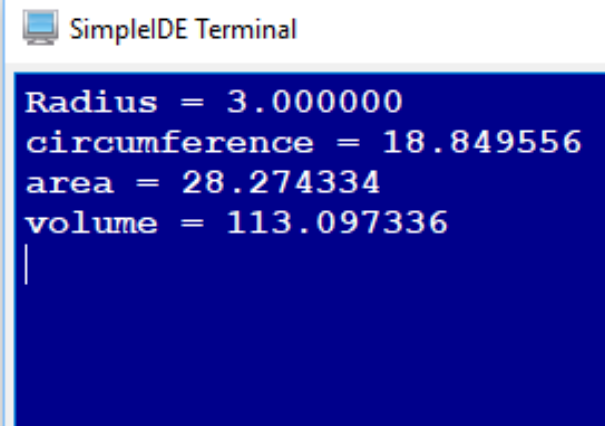 SimpleIDE Terminal
Radius = 3.000000
circumference = 18.849556
area = 28.274334
volume = 113.097336